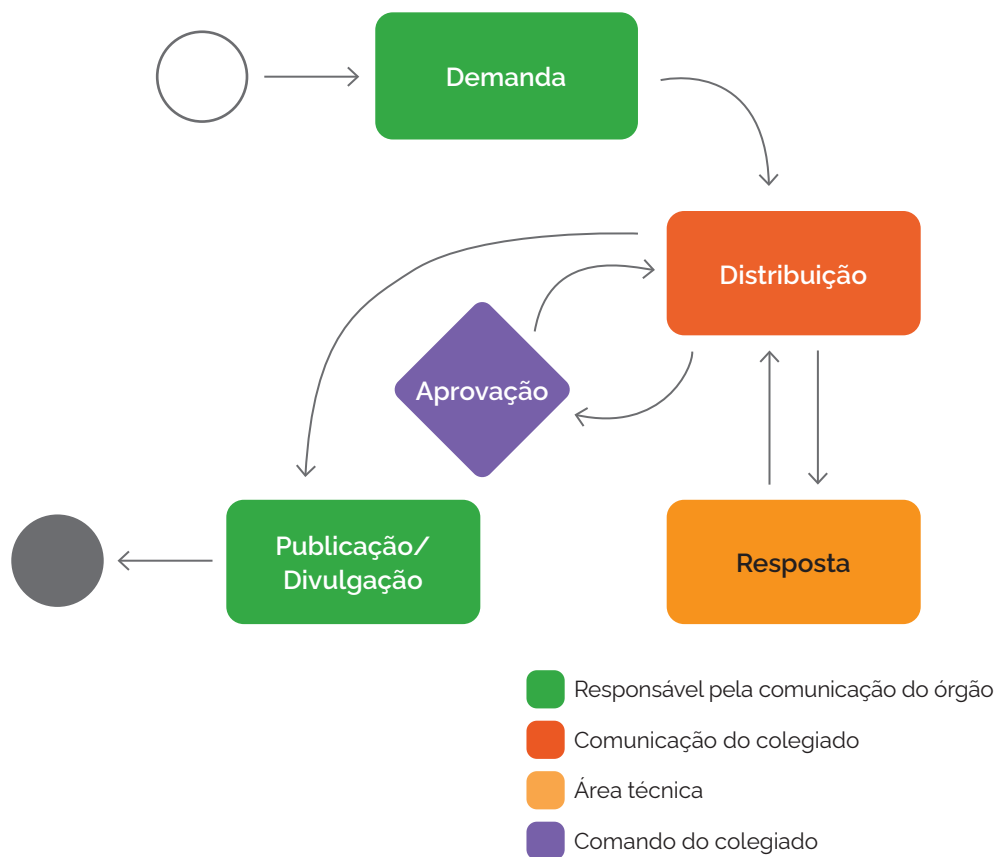 Demanda
Distribuição
Aprovação
Publicação/
Divulgação
Resposta
Responsável pela comunicação do órgão
Comunicação do colegiado
Área técnica
Comando do colegiado